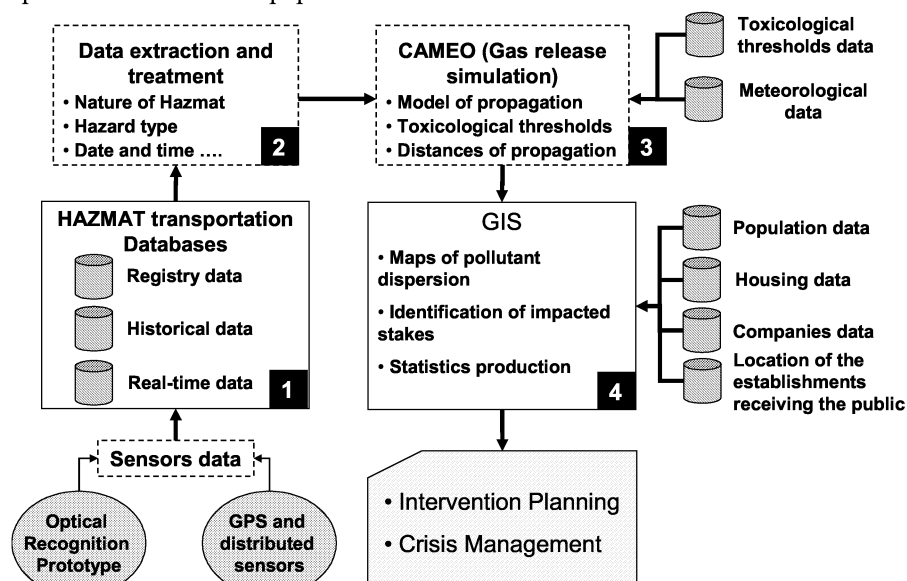 Data extraction and
treatment
• Nature of Hazmat
• Hazard type
• Date and time ....
2
CAMEO (Gas release
simulation)
• Model of propagation
• Toxicological thresholds
• Distances of propagation
3
Toxicological
thresholds data
Meteorological
data
HAZMAT transportation
Databases
Registry data
Historical data
Real-time data
1
GIS
• Maps of pollutant
dispersion
• Identification of impacted
stakes
• Statistics production
4
Population data
Housing data
Companies data
Location of the
establishments
receiving the public
Sensors data
Optical
Recognition
Prototype
GPS and
distributed
sensors
• Intervention Planning
• Crisis Management